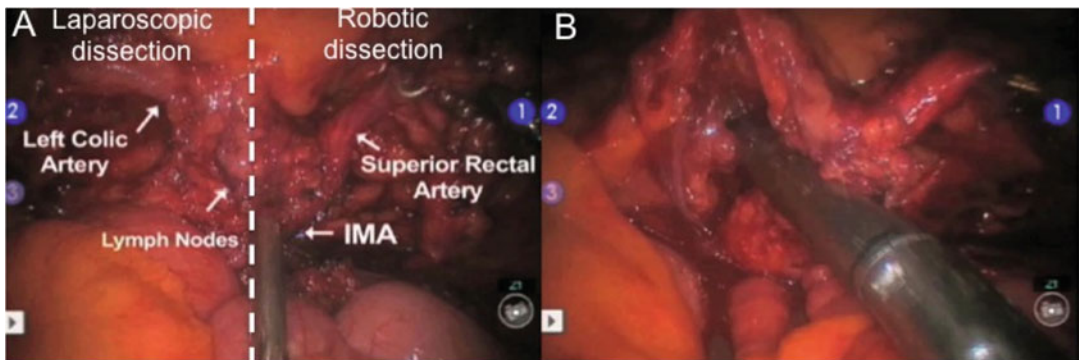 A
Laparoscopic
dissection
Robotic
dissection
2
1
Left Colic
Artery
Superior Rectal
Artery
3
Lymph Nodes
IMA
B
2
1
3